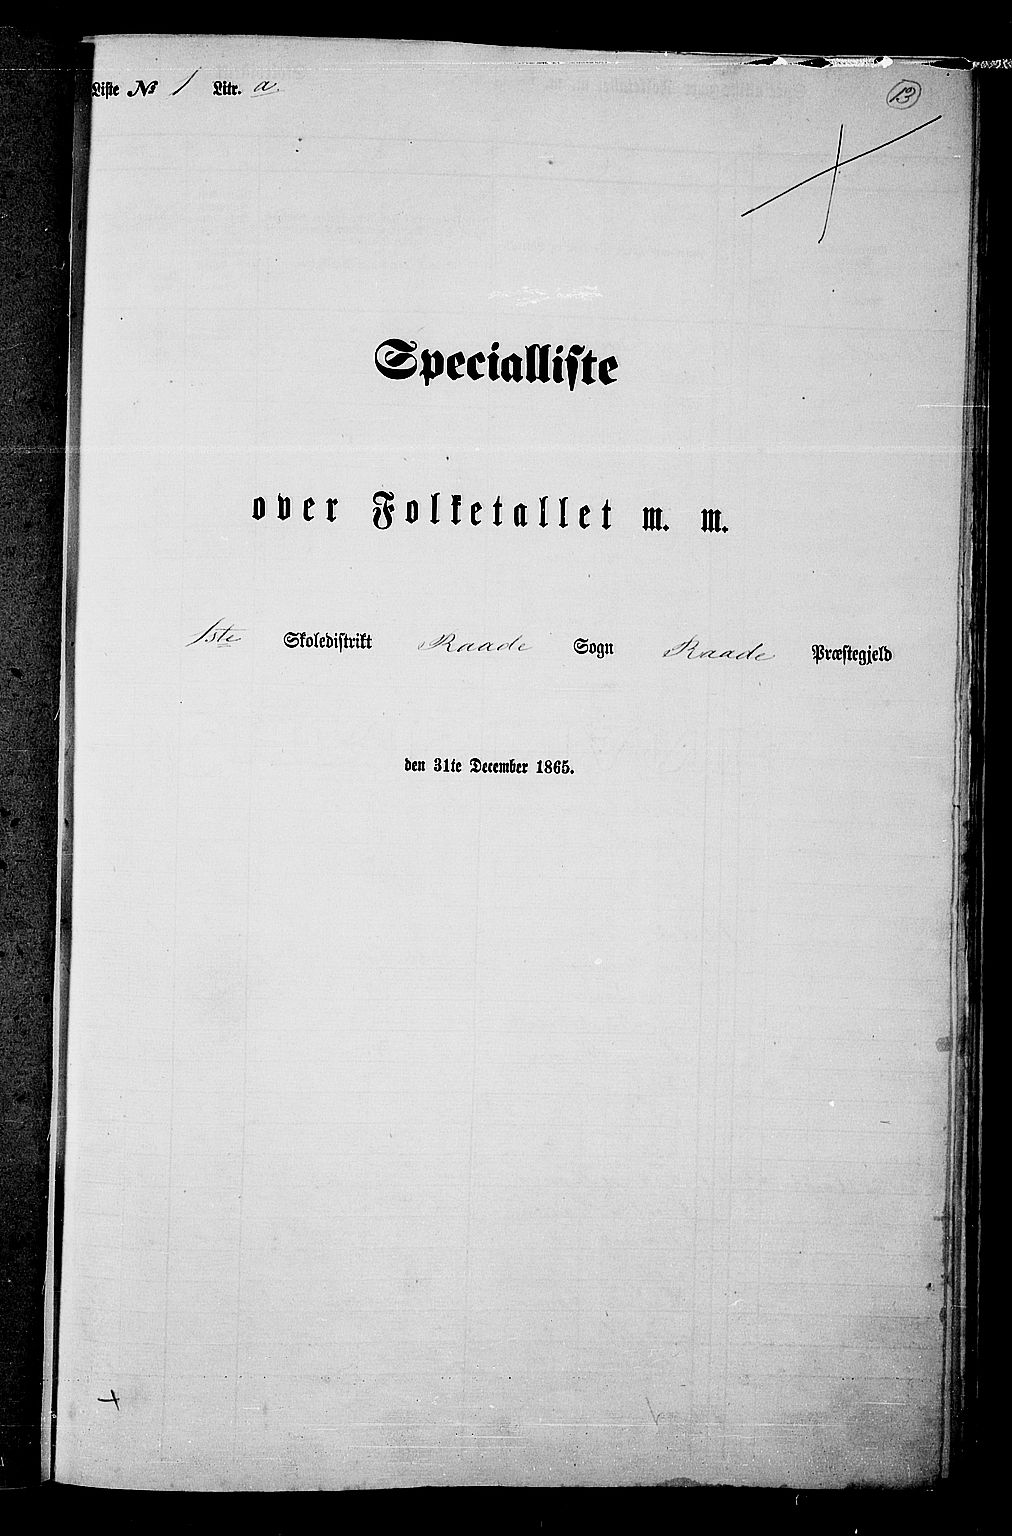 Liste No 1 Litr. a.
13
Specialliste
over Folketallet m. m.
1ste Skoledistrikt Raade Sogn Raade Præstegjeld
den 31te December 1865.